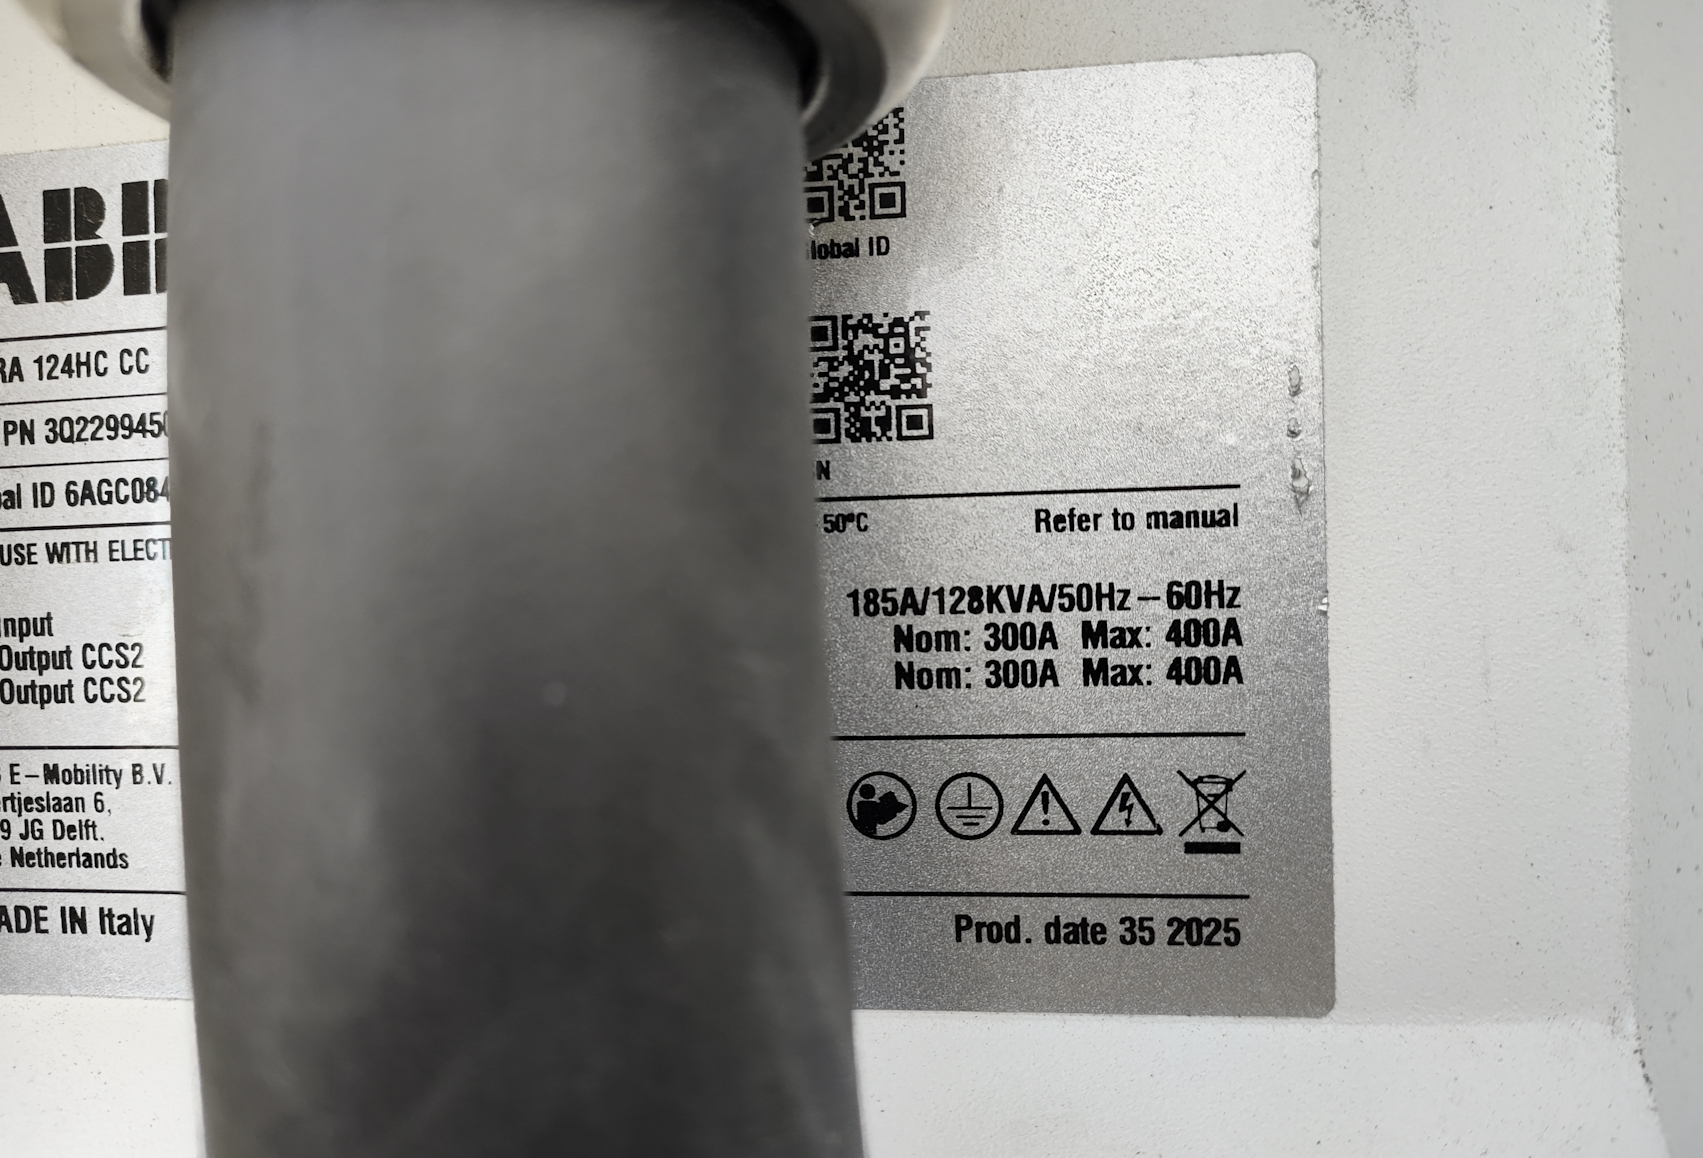 ABB
lobal ID
RA 124HC CC
PN 3Q2299450
al ID 6AGC084
N
USE WITH ELECT
50°C Refer to manual
nput 185A/128KVA/50Hz–60Hz
Output CCS2 Nom: 300A Max: 400A
Output CCS2 Nom: 300A Max: 400A
E–Mobility B.V.
rtjeslaan 6,
9 JG Delft.
Netherlands
ADE IN Italy Prod. date 35 2025